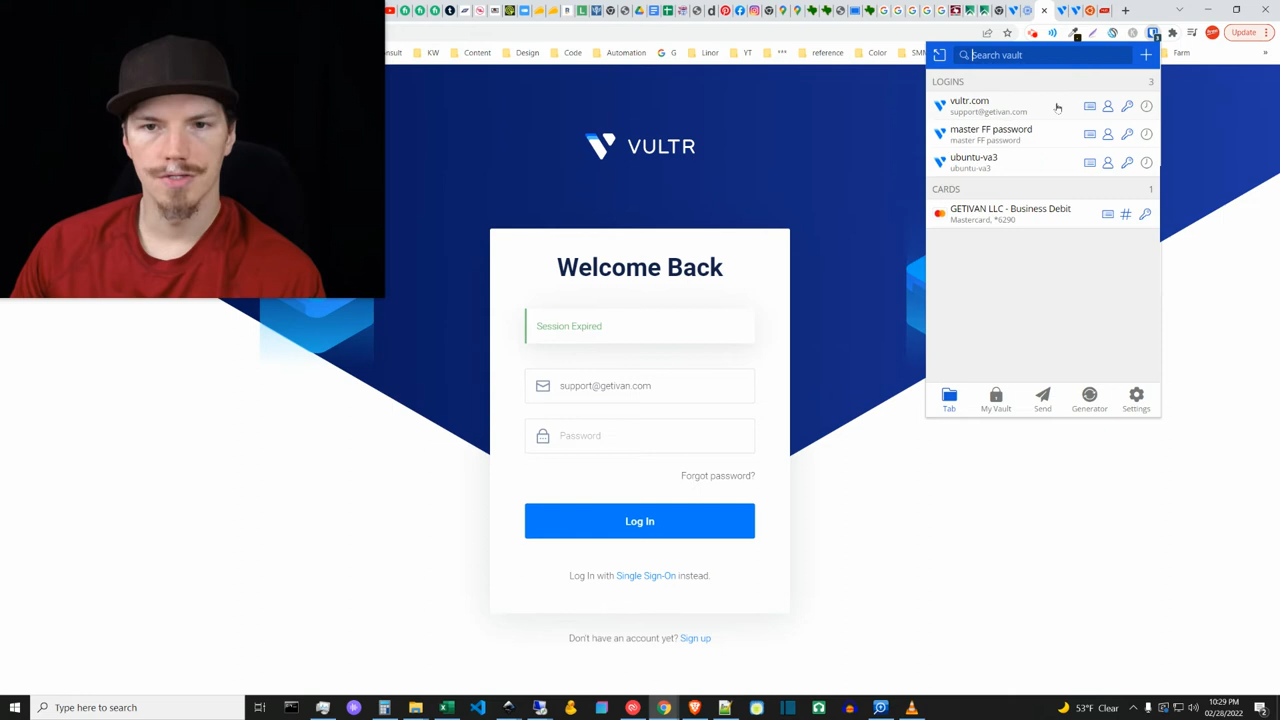 Update
onsult
KW
Content
Design
Code
Automation
G
Linor
YT
***
reference
Color
SMM
Farm
»
Search vault
LOGINS 3
vultr.com
support@getivan.com
master FF password
master FF password
ubuntu-va3
ubuntu-va3
CARDS 1
GETIVAN LLC - Business Debit
Mastercard, *6290
Tab
My Vault
Send
Generator
Settings
VULTR
Welcome Back
Session Expired
support@getivan.com
Password
Forgot password?
Log In
Log In with Single Sign-On instead.
Don't have an account yet? Sign up
Type here to search
53°F Clear
10:29 PM
02/28/2022